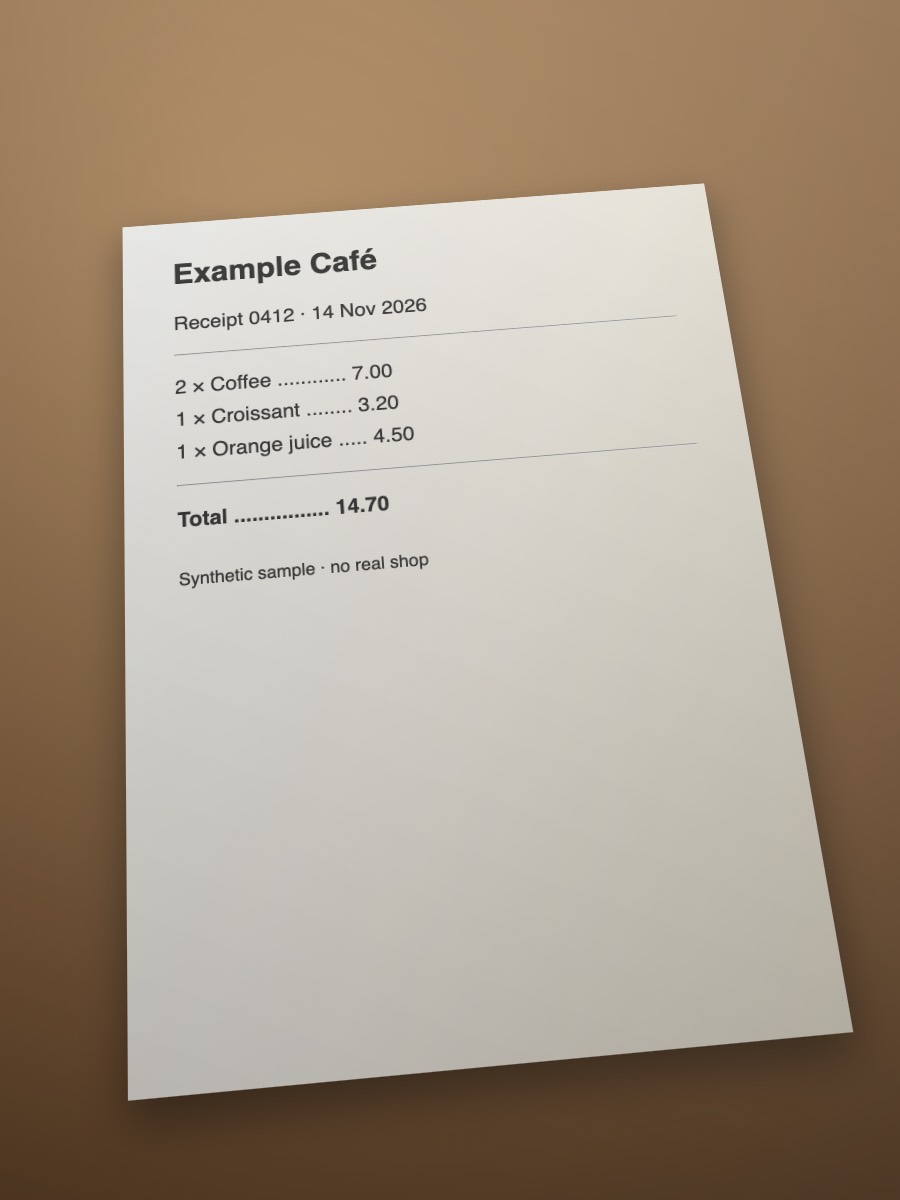 Example Café
Receipt 0412 · 14 Nov 2026
2 × Coffee ............ 7.00
1 × Croissant ........ 3.20
1 × Orange juice ..... 4.50
Total ................ 14.70
Synthetic sample · no real shop